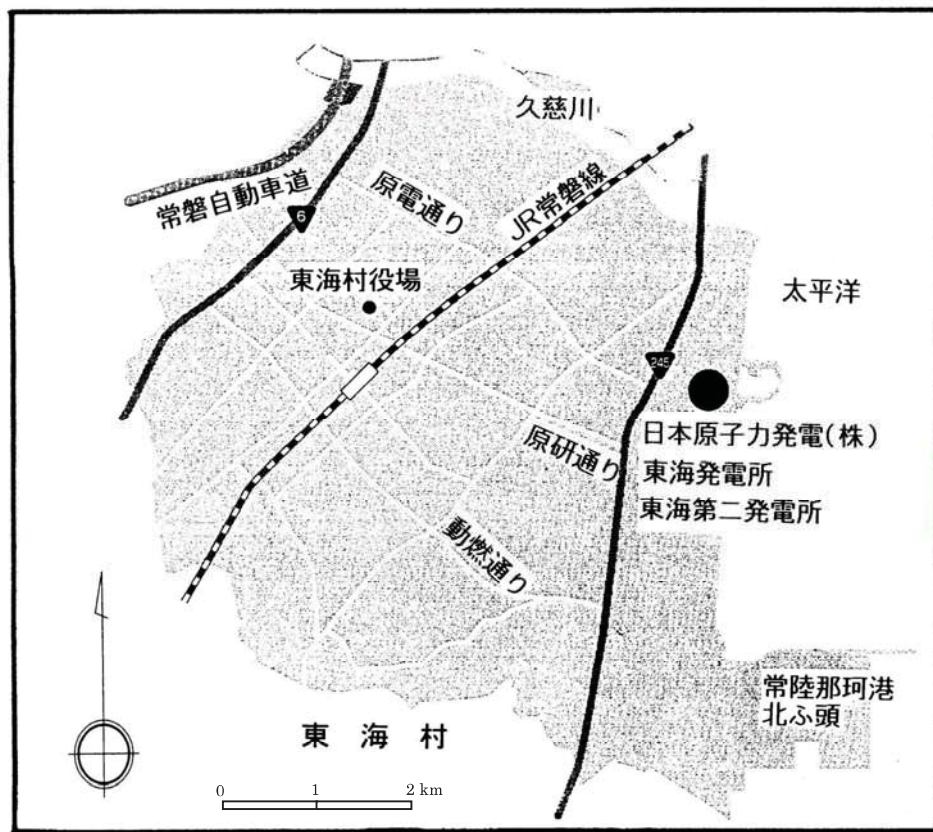 久慈川
常磐自動車道
6
原電通り
JR常磐線
東海村役場
太平洋
245
日本原子力発電(株)
東海発電所
東海第二発電所
原研通り
動燃通り
常陸那珂港
北ふ頭
東海村
0 1 2 km